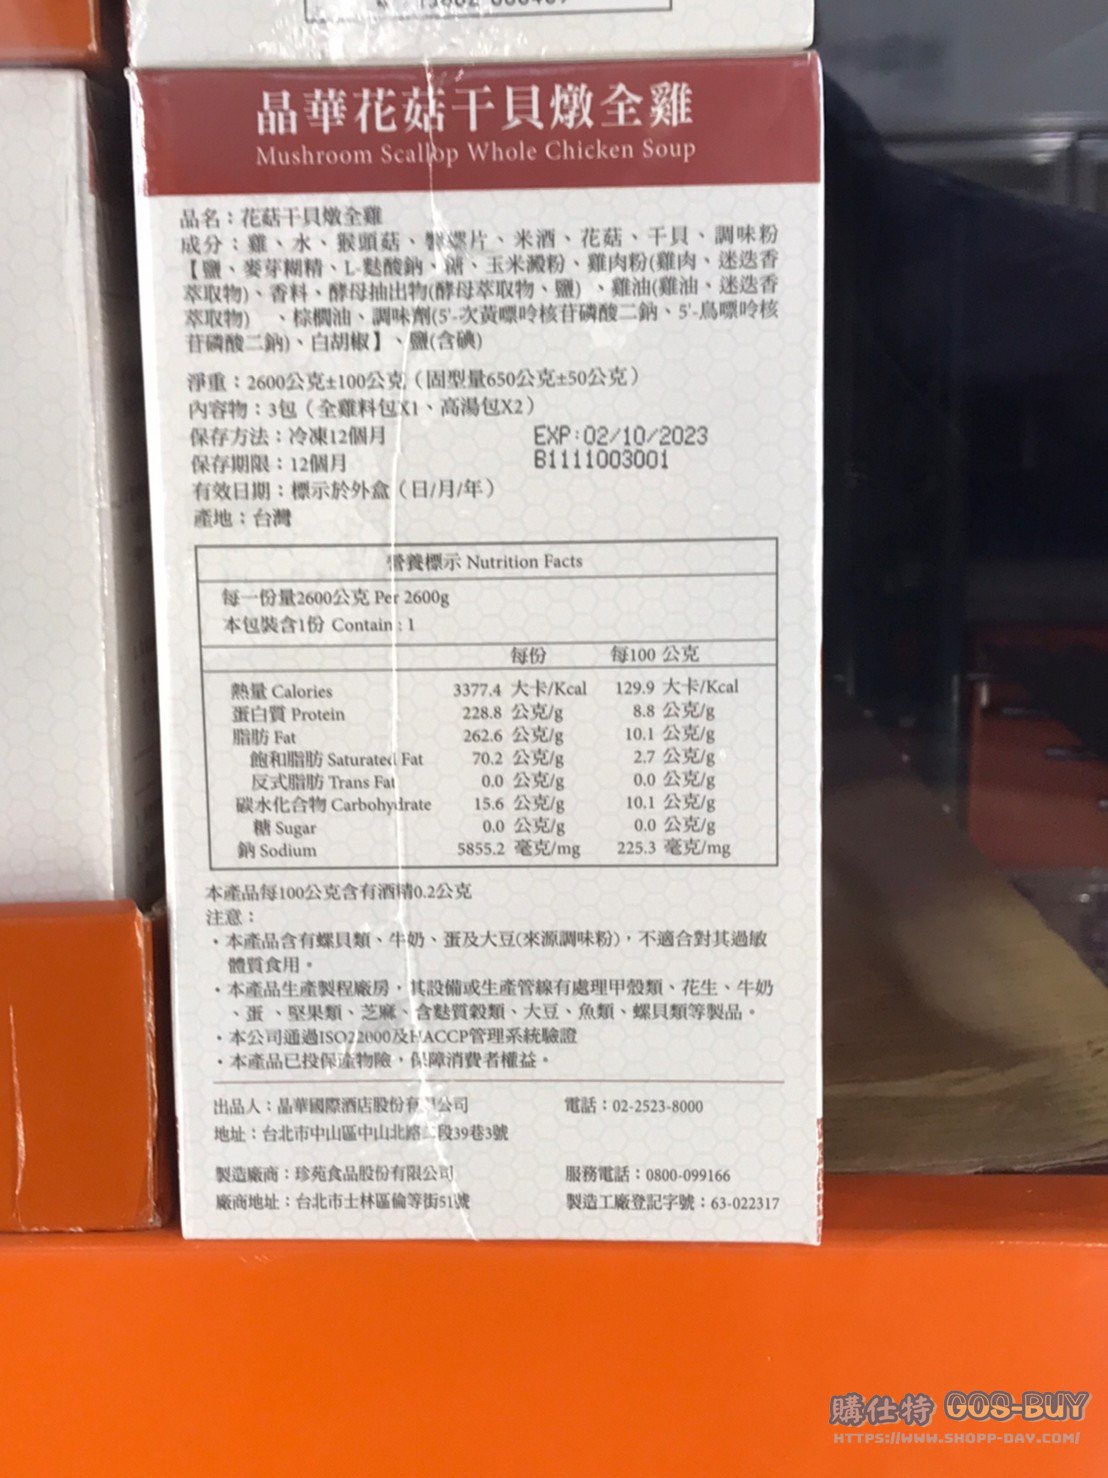 晶華花菇干貝燉全雞
Mushroom Scallop Whole Chicken Soup
品名：花菇干貝燉全雞
成分：雞、水、猴頭菇、響螺片、米酒、花菇、干貝、調味粉
【鹽、麥芽糊精、L-麩酸鈉、糖、玉米澱粉、雞肉粉(雞肉、迷迭香
萃取物)、香料、酵母抽出物(酵母萃取物、鹽)、雞油(雞油、迷迭香
萃取物)、棕櫚油、調味劑(5'-次黃嘌呤核苷磷酸二鈉、5'-鳥嘌呤核
苷磷酸二鈉)、白胡椒】、鹽(含碘)
淨重：2600公克±100公克（固型量650公克±50公克）
內容物：3包（全雞料包X1、高湯包X2）
保存方法：冷凍12個月
EXP:02/10/2023
保存期限：12個月
B1111003001
有效日期：標示於外盒（日/月/年）
產地：台灣
營養標示 Nutrition Facts
每一份量2600公克 Per 2600g
本包裝含1份 Contain : 1
每份 每100 公克
熱量 Calories 3377.4 大卡/Kcal 129.9 大卡/Kcal
蛋白質 Protein 228.8 公克/g 8.8 公克/g
脂肪 Fat 262.6 公克/g 10.1 公克/g
飽和脂肪 Saturated Fat 70.2 公克/g 2.7 公克/g
反式脂肪 Trans Fat 0.0 公克/g 0.0 公克/g
碳水化合物 Carbohydrate 15.6 公克/g 10.1 公克/g
糖 Sugar 0.0 公克/g 0.0 公克/g
鈉 Sodium 5855.2 毫克/mg 225.3 毫克/mg
本產品每100公克含有酒精0.2公克
注意：
・本產品含有螺貝類、牛奶、蛋及大豆(來源調味粉)，不適合對其過敏
體質食用。
・本產品生產製程廠房，其設備或生產管線有處理甲殼類、花生、牛奶
、蛋、堅果類、芝麻、含麩質穀類、大豆、魚類、螺貝類等製品。
・本公司通過ISO22000及HACCP管理系統驗證
・本產品已投保產物險，保障消費者權益。
出品人：晶華國際酒店股份有限公司 電話：02-2523-8000
地址：台北市中山區中山北路二段39巷3號
製造廠商：珍苑食品股份有限公司 服務電話：0800-099166
廠商地址：台北市士林區倫等街51號 製造工廠登記字號：63-022317
購仕特 GOS-BUY
HTTPS://WWW.SHOPP-DAY.COM/